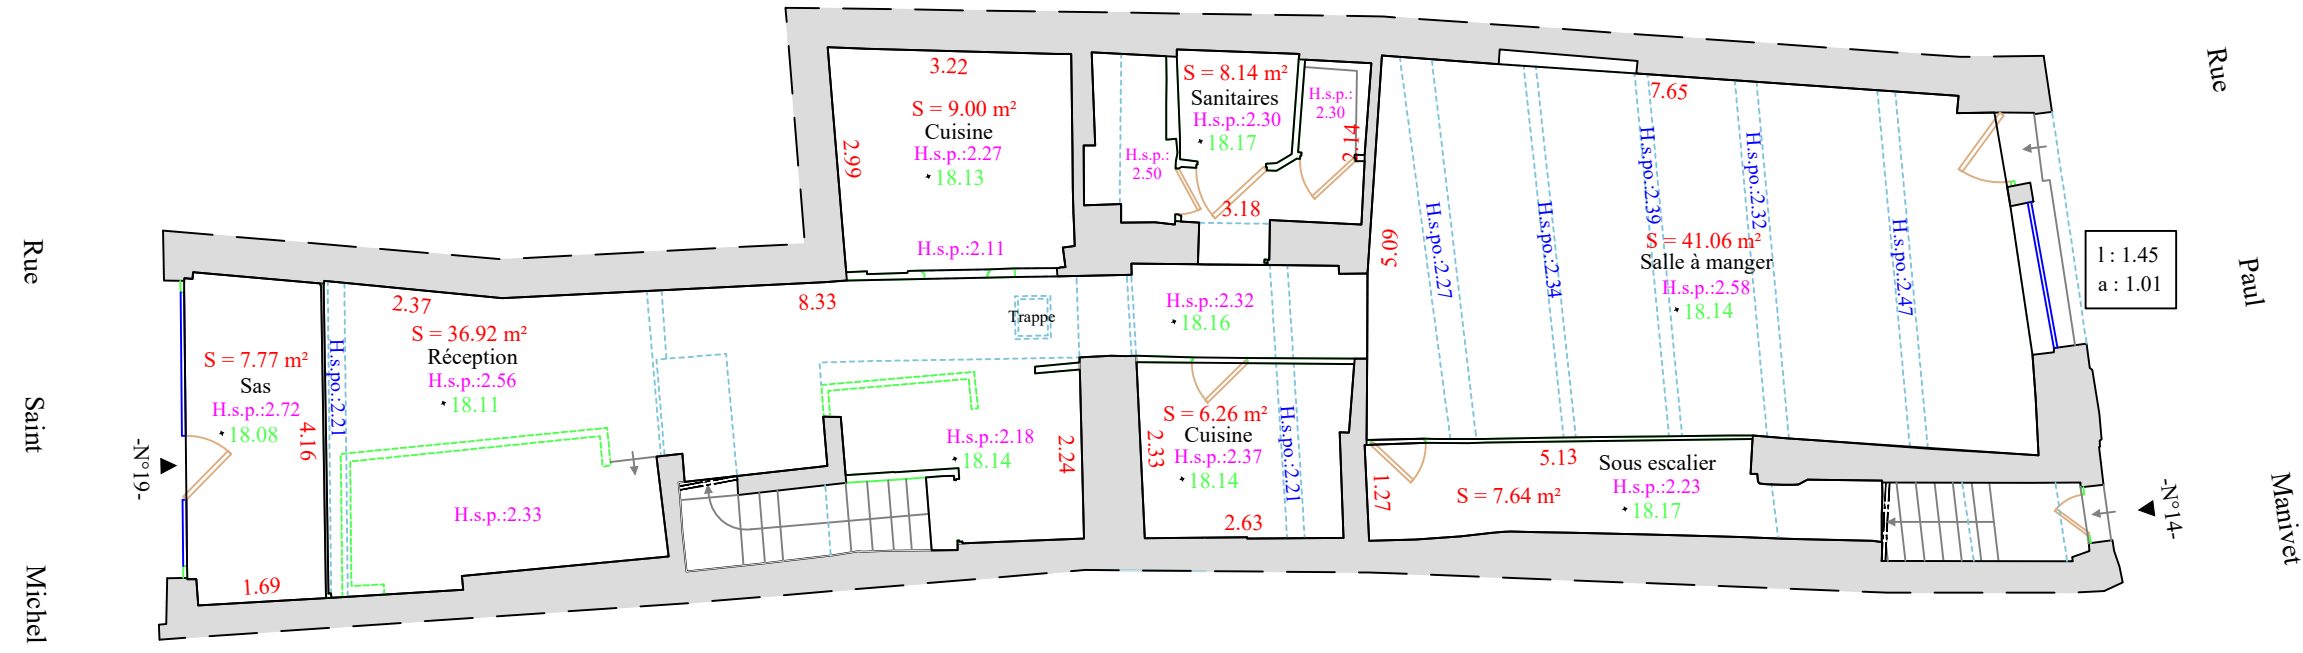 Rue
Saint
Michel
-N°19-
S = 7.77 m²
Sas
H.s.p.:2.72
18.08
4.16
1.69
H.s.po.:2.21
2.37
S = 36.92 m²
Réception
H.s.p.:2.56
18.11
H.s.p.:2.33
8.33
Trappe
H.s.p.:2.18
18.14
2.24
3.22
S = 9.00 m²
Cuisine
H.s.p.:2.27
18.13
2.99
H.s.p.:2.11
H.s.p.:
2.50
S = 8.14 m²
Sanitaires
H.s.p.:2.30
18.17
H.s.p.:
2.30
2.14
3.18
H.s.p.:2.32
18.16
S = 6.26 m²
Cuisine
H.s.p.:2.37
18.14
2.33
2.63
H.s.po.:2.21
7.65
5.09
H.s.po.:2.27
H.s.po.:2.34
H.s.po.:2.39
H.s.po.:2.32
H.s.po.:2.47
S = 41.06 m²
Salle à manger
H.s.p.:2.58
18.14
5.13
1.27
S = 7.64 m²
Sous escalier
H.s.p.:2.23
18.17
l : 1.45
a : 1.01
-N°14-
Rue
Paul
Manivet